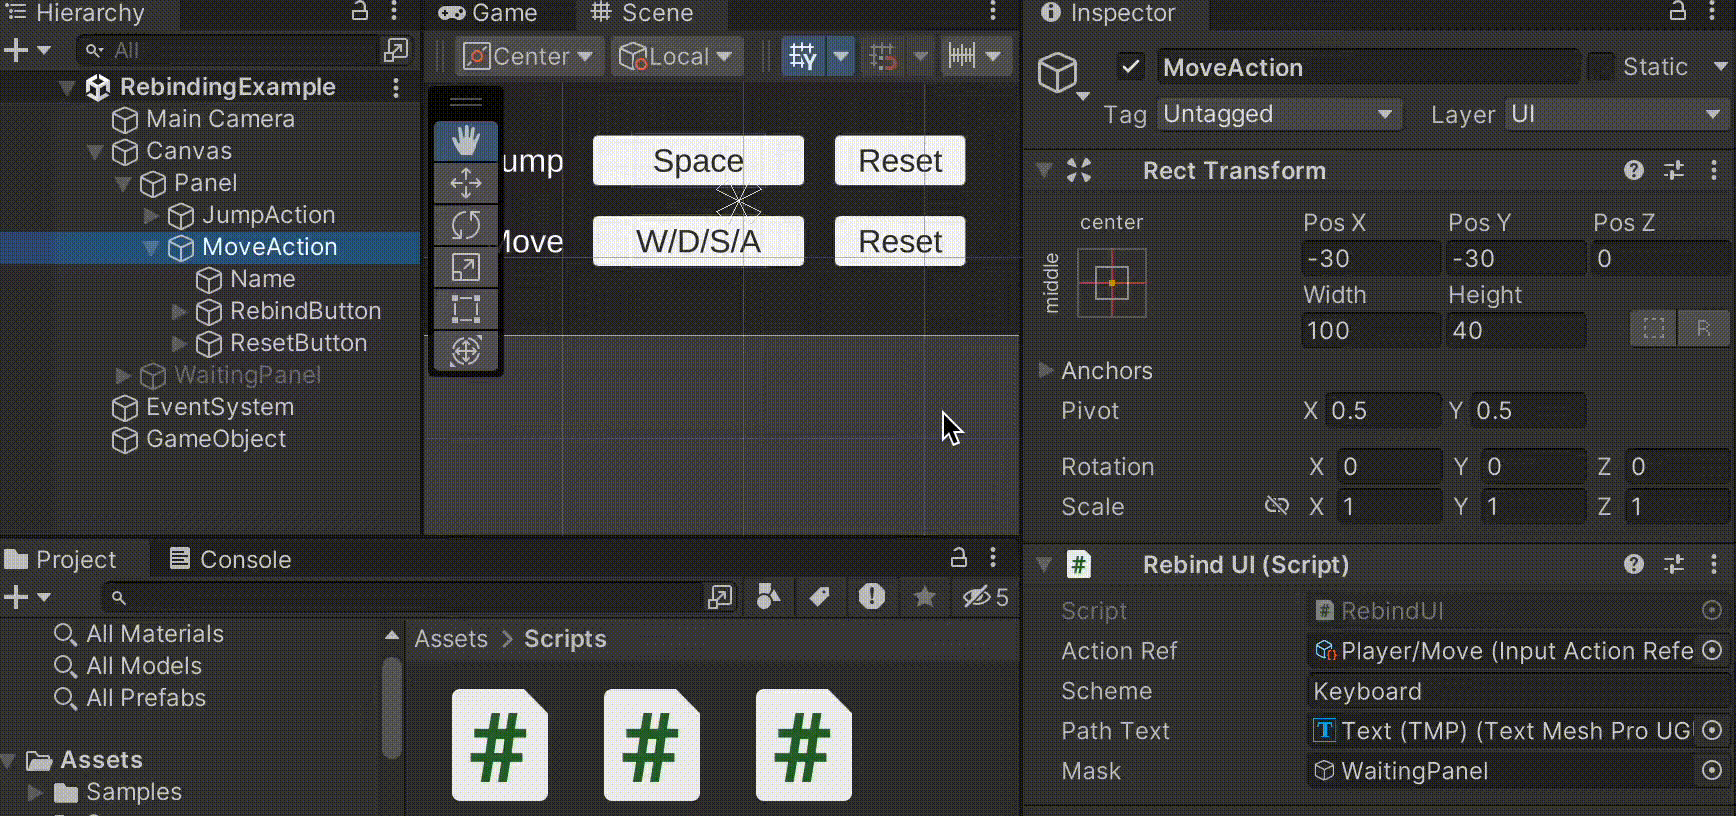 Hierarchy
All
RebindingExample
Main Camera
Canvas
Panel
JumpAction
MoveAction
Name
RebindButton
ResetButton
WaitingPanel
EventSystem
GameObject
Game
Scene
Center
Local
ump
Space
Reset
Move
W/D/S/A
Reset
Project
Console
5
All Materials
All Models
All Prefabs
Assets
Samples
Assets > Scripts
#
#
#
Inspector
MoveAction
Static
Tag
Untagged
Layer
UI
Rect Transform
center
middle
Pos X
Pos Y
Pos Z
-30
-30
0
Width
Height
100
40
R
Anchors
Pivot
X 0.5
Y 0.5
Rotation
X 0
Y 0
Z 0
Scale
X 1
Y 1
Z 1
# Rebind UI (Script)
Script
# RebindUI
Action Ref
Player/Move (Input Action Refe
Scheme
Keyboard
Path Text
T Text (TMP) (Text Mesh Pro UG
Mask
WaitingPanel